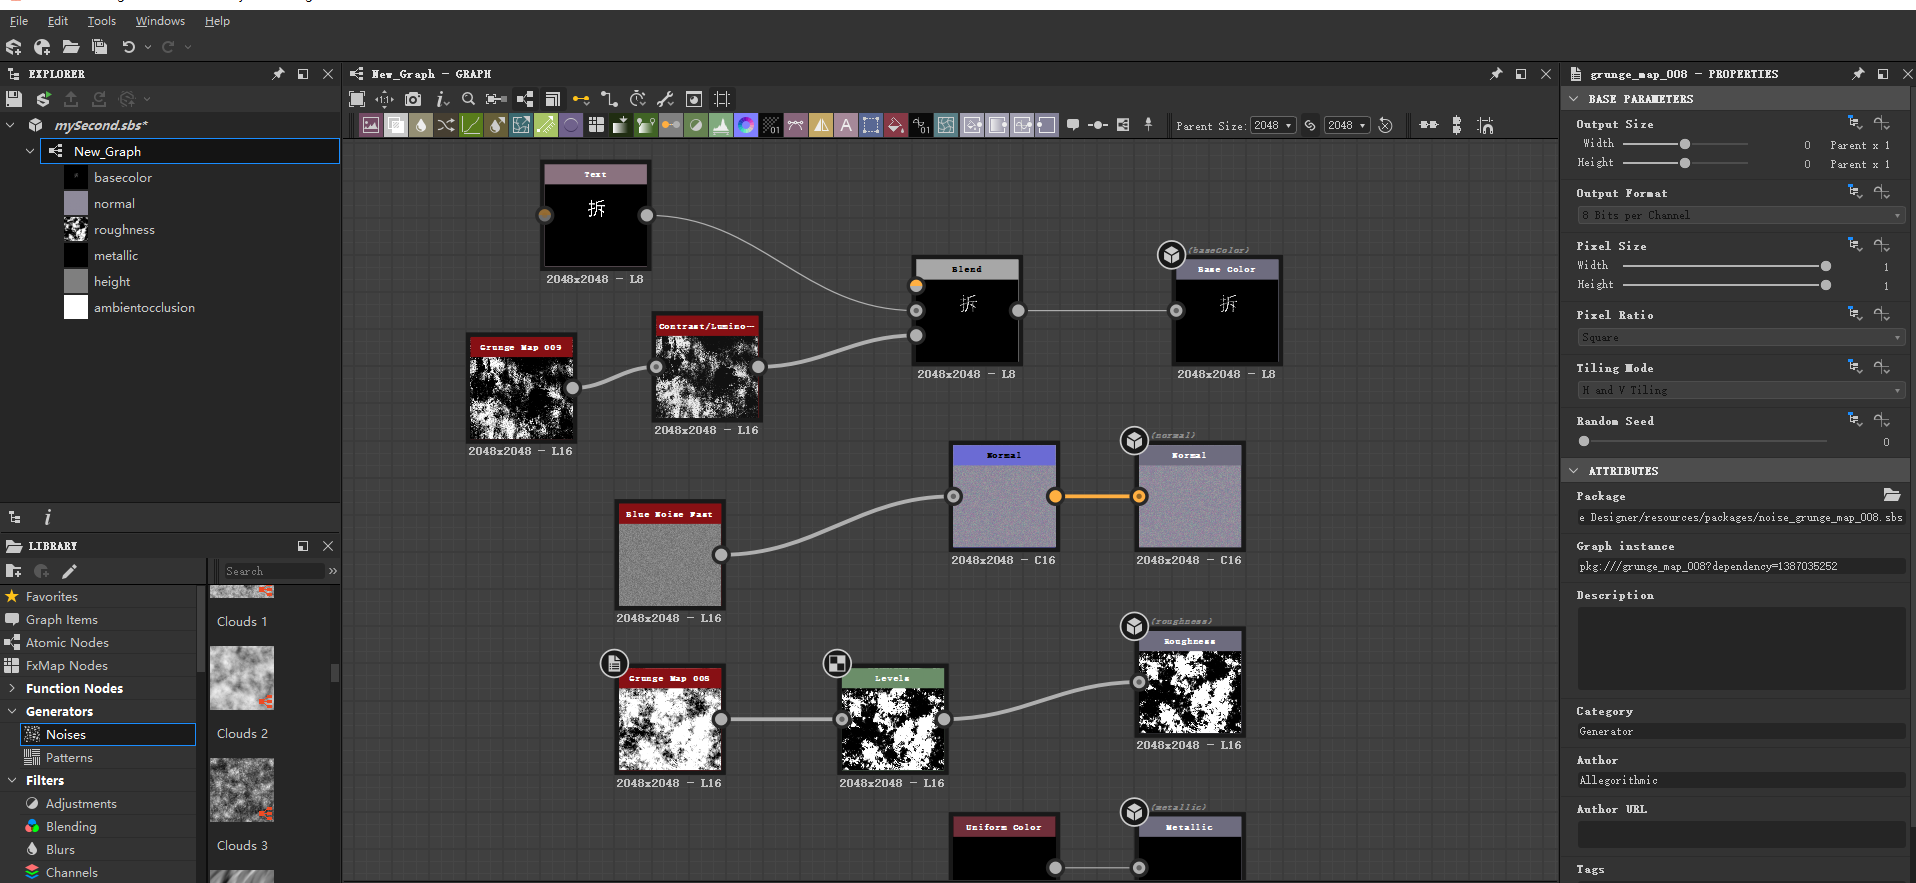 File Edit Tools Windows Help
EXPLORER
mySecond.sbs*
New_Graph
basecolor
normal
roughness
metallic
height
ambientocclusion
LIBRARY
Search
Favorites
Graph Items
Atomic Nodes
FxMap Nodes
Function Nodes
Generators
Noises
Patterns
Filters
Adjustments
Blending
Blurs
Channels
Clouds 1
Clouds 2
Clouds 3
New_Graph - GRAPH
Parent Size: 2048 2048
Text
拆
2048x2048 - L8
Grunge Map 009
2048x2048 - L16
Contrast/Lumino—
2048x2048 - L16
Blend
拆
2048x2048 - L8
(baseColor)
Base Color
拆
2048x2048 - L8
Blue Noise Fast
2048x2048 - L16
Normal
2048x2048 - C16
(normal)
Normal
2048x2048 - C16
Grunge Map 008
2048x2048 - L16
Levels
2048x2048 - L16
(roughness)
Roughness
2048x2048 - L16
Uniform Color
(metallic)
Metallic
grunge_map_008 - PROPERTIES
BASE PARAMETERS
Output Size
Width 0 Parent x 1
Height 0 Parent x 1
Output Format
8 Bits per Channel
Pixel Size
Width 1
Height 1
Pixel Ratio
Square
Tiling Mode
H and V Tiling
Random Seed
0
ATTRIBUTES
Package
e Designer/resources/packages/noise_grunge_map_008.sbs
Graph instance
pkg:///grunge_map_008?dependency=1387035252
Description
Category
Generator
Author
Allegorithmic
Author URL
Tags